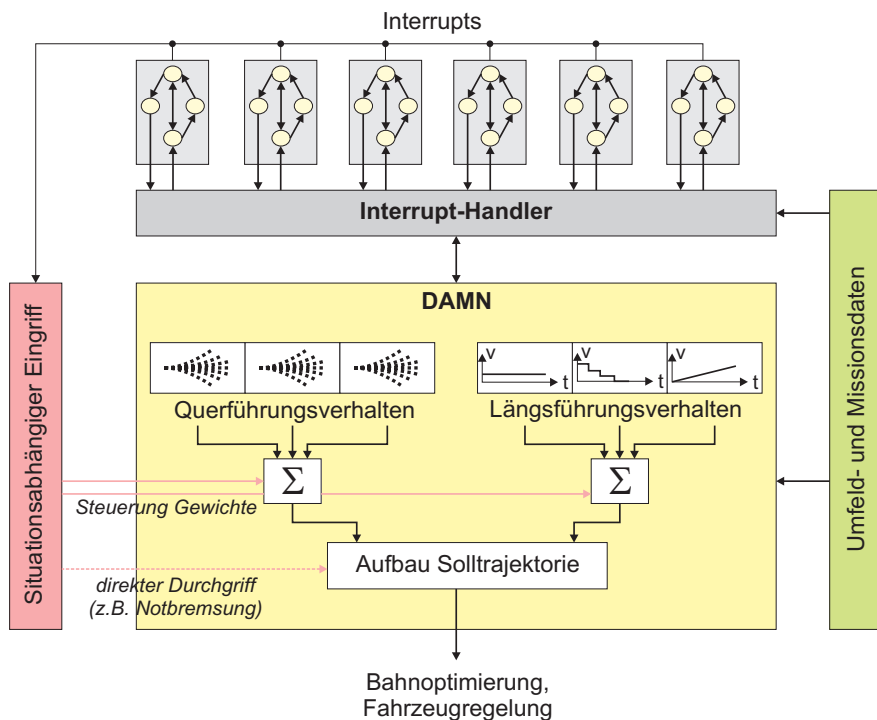 Interrupts
Interrupt-Handler
Situationsabhängiger Eingriff
Umfeld- und Missionsdaten
DAMN
v
t
v
t
v
t
Querführungsverhalten
Längsführungsverhalten
Σ
Σ
Steuerung Gewichte
Aufbau Solltrajektorie
direkter Durchgriff
(z.B. Notbremsung)
Bahnoptimierung,
Fahrzeugregelung